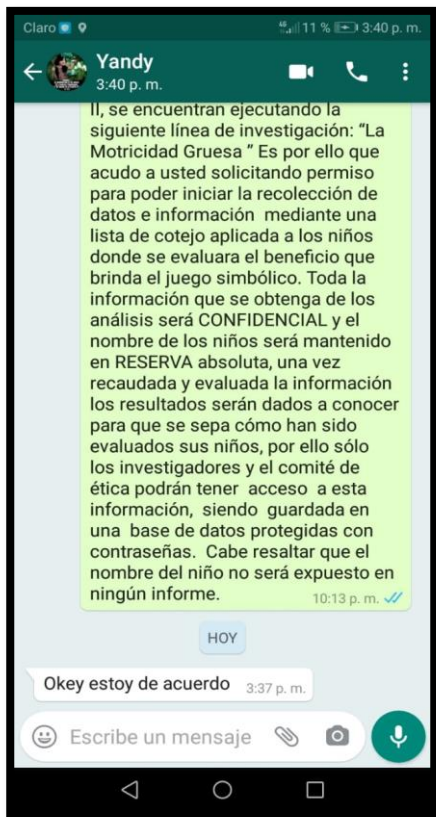 Claro 11 % 3:40 p. m.
Yandy
3:40 p. m.
II, se encuentran ejecutando la
siguiente línea de investigación: “La
Motricidad Gruesa ” Es por ello que
acudo a usted solicitando permiso
para poder iniciar la recolección de
datos e información mediante una
lista de cotejo aplicada a los niños
donde se evaluara el beneficio que
brinda el juego simbólico. Toda la
información que se obtenga de los
análisis será CONFIDENCIAL y el
nombre de los niños será mantenido
en RESERVA absoluta, una vez
recaudada y evaluada la información
los resultados serán dados a conocer
para que se sepa cómo han sido
evaluados sus niños, por ello sólo
los investigadores y el comité de
ética podrán tener acceso a esta
información, siendo guardada en
una base de datos protegidas con
contraseñas. Cabe resaltar que el
nombre del niño no será expuesto en
ningún informe. 10:13 p. m.
HOY
Okey estoy de acuerdo 3:37 p. m.
Escribe un mensaje